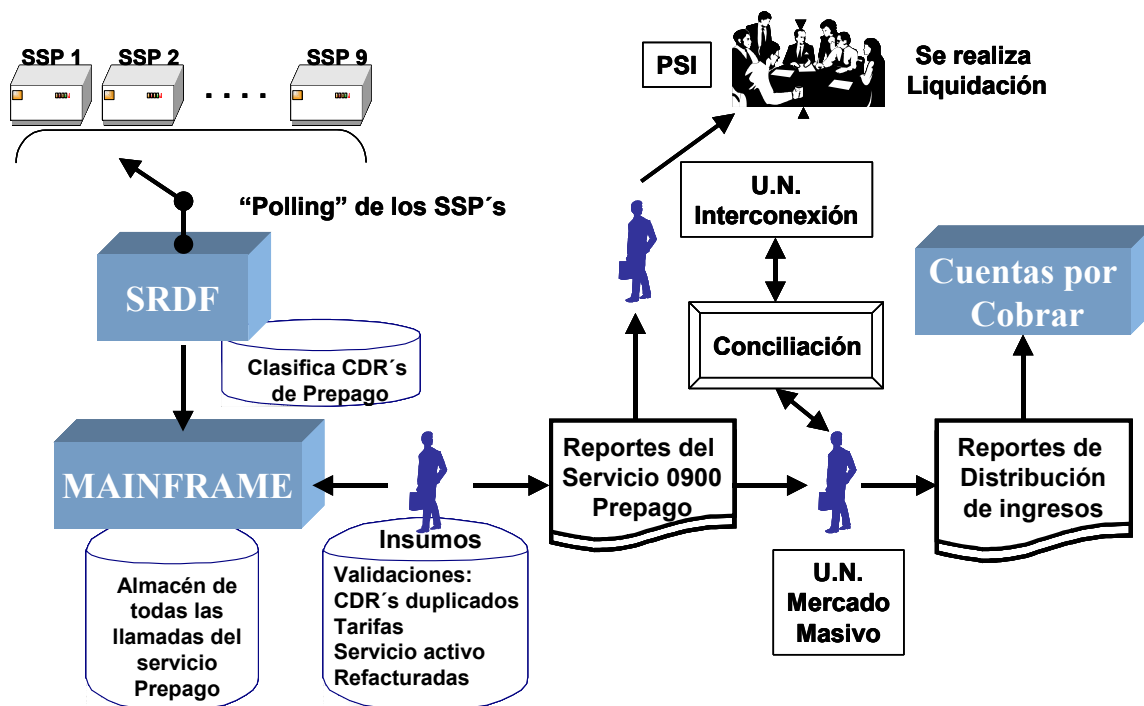 SSP 1
SSP 2
SSP 9
. . . .
PSI
Se realiza
Liquidación
“Polling” de los SSP´s
U.N.
Interconexión
SRDF
Cuentas por
Cobrar
Clasifica CDR´s
de Prepago
Conciliación
MAINFRAME
Reportes del
Servicio 0900
Prepago
Reportes de
Distribución
de ingresos
Insumos
Validaciones:
CDR´s duplicados
Tarifas
Servicio activo
Refacturadas
Almacén de
todas las
llamadas del
servicio
Prepago
U.N.
Mercado
Masivo